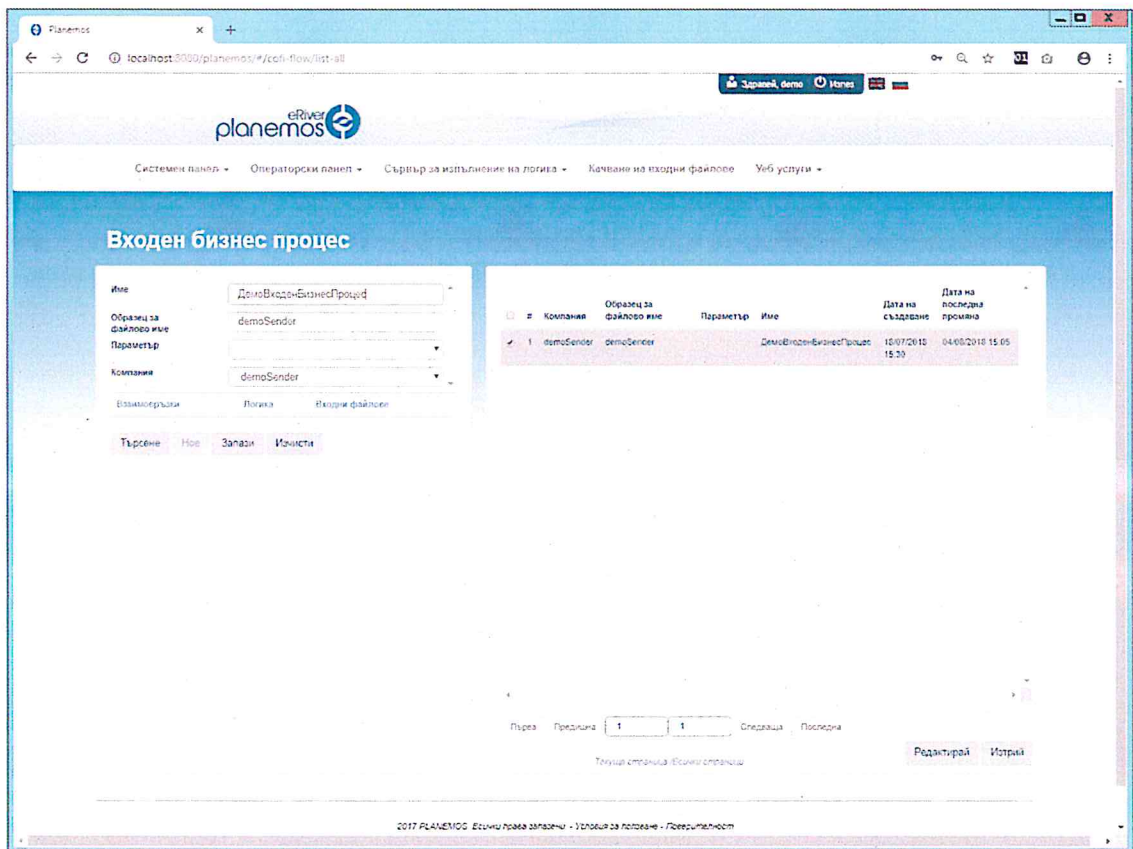 Planemos
localhost:8080/planemos/#/cofi-flow/list-all
Здравей, demo Излез
eRiver
planemos
Системен панел Операторски панел Сървър за изпълнение на логика Качване на входни файлове Уеб услуги
Входен бизнес процес
Име ДемоВходенБизнесПроцес
Образец за файлово име demoSender
Параметър
Компания demoSender
Взаимовръзки Логика Входни файлове
Търсене Нов Запази Изчисти
# Компания Образец за файлово име Параметър Име Дата на създаване Дата на последна промяна
1 demoSender demoSender ДемоВходенБизнесПроцес 18/07/2018 15:30 04/08/2018 15:05
Първа Предишна 1 1 Следваща Последна
Текуща страница /Всички страници
Редактирай Изтрий
2017 PLANEMOS Всички права запазени - Условия за ползване - Поверителност